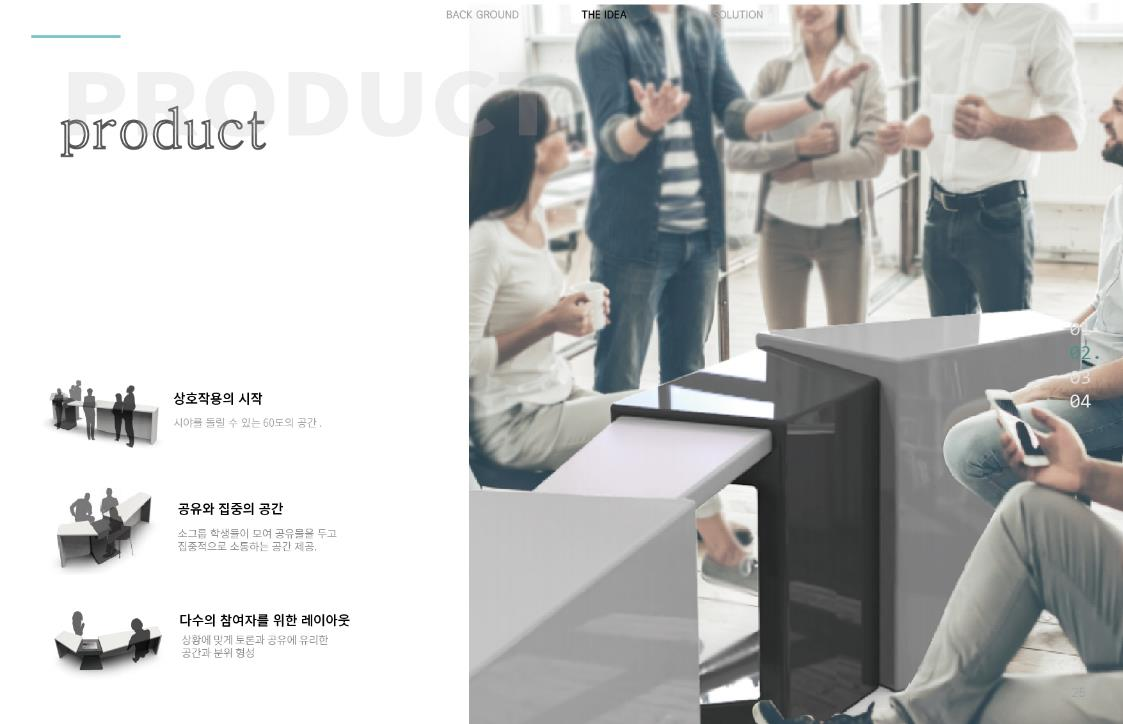 BACK GROUND
THE IDEA
SOLUTION
PRODUCT
product
상호작용의 시작
시야를 돌릴 수 있는 60도의 공간 .
공유와 집중의 공간
소그룹 학생들이 모여 공유물을 두고
집중적으로 소통하는 공간 제공.
다수의 참여자를 위한 레이아웃
상황에 맞게 토론과 공유에 유리한
공간과 분위 형성
02.
03
04
25